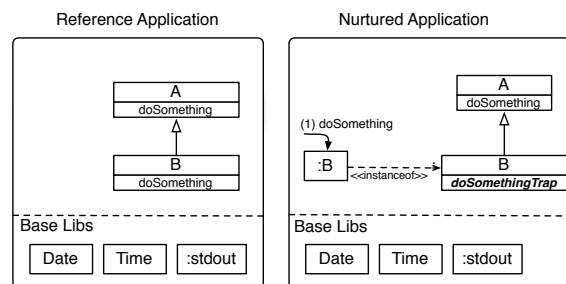 Reference Application
A
doSomething
B
doSomething
Base Libs
Date
Time
:stdout
Nurtured Application
A
doSomething
(1) doSomething
:B
<<instanceof>>
B
doSomethingTrap
Base Libs
Date
Time
:stdout